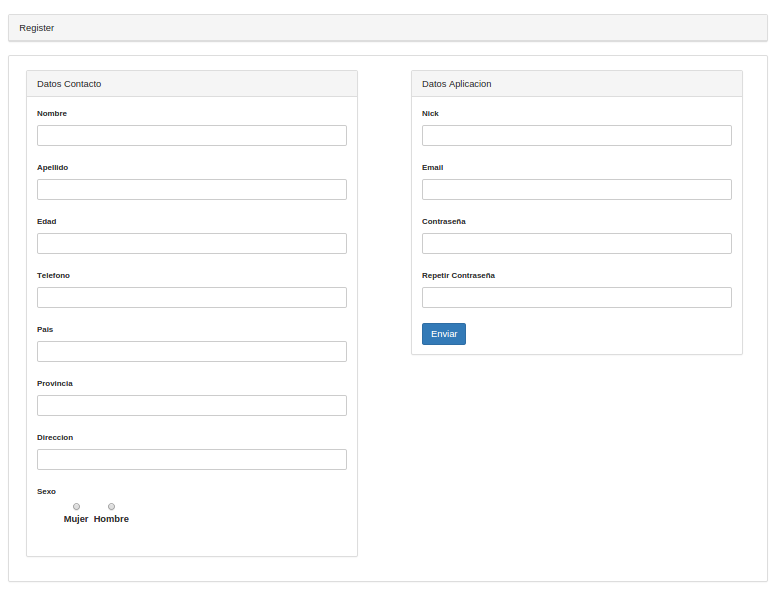 Register
Datos Contacto
Nombre
Apellido
Edad
Telefono
Pais
Provincia
Direccion
Sexo
Mujer Hombre
Datos Aplicacion
Nick
Email
Contraseña
Repetir Contraseña
Enviar